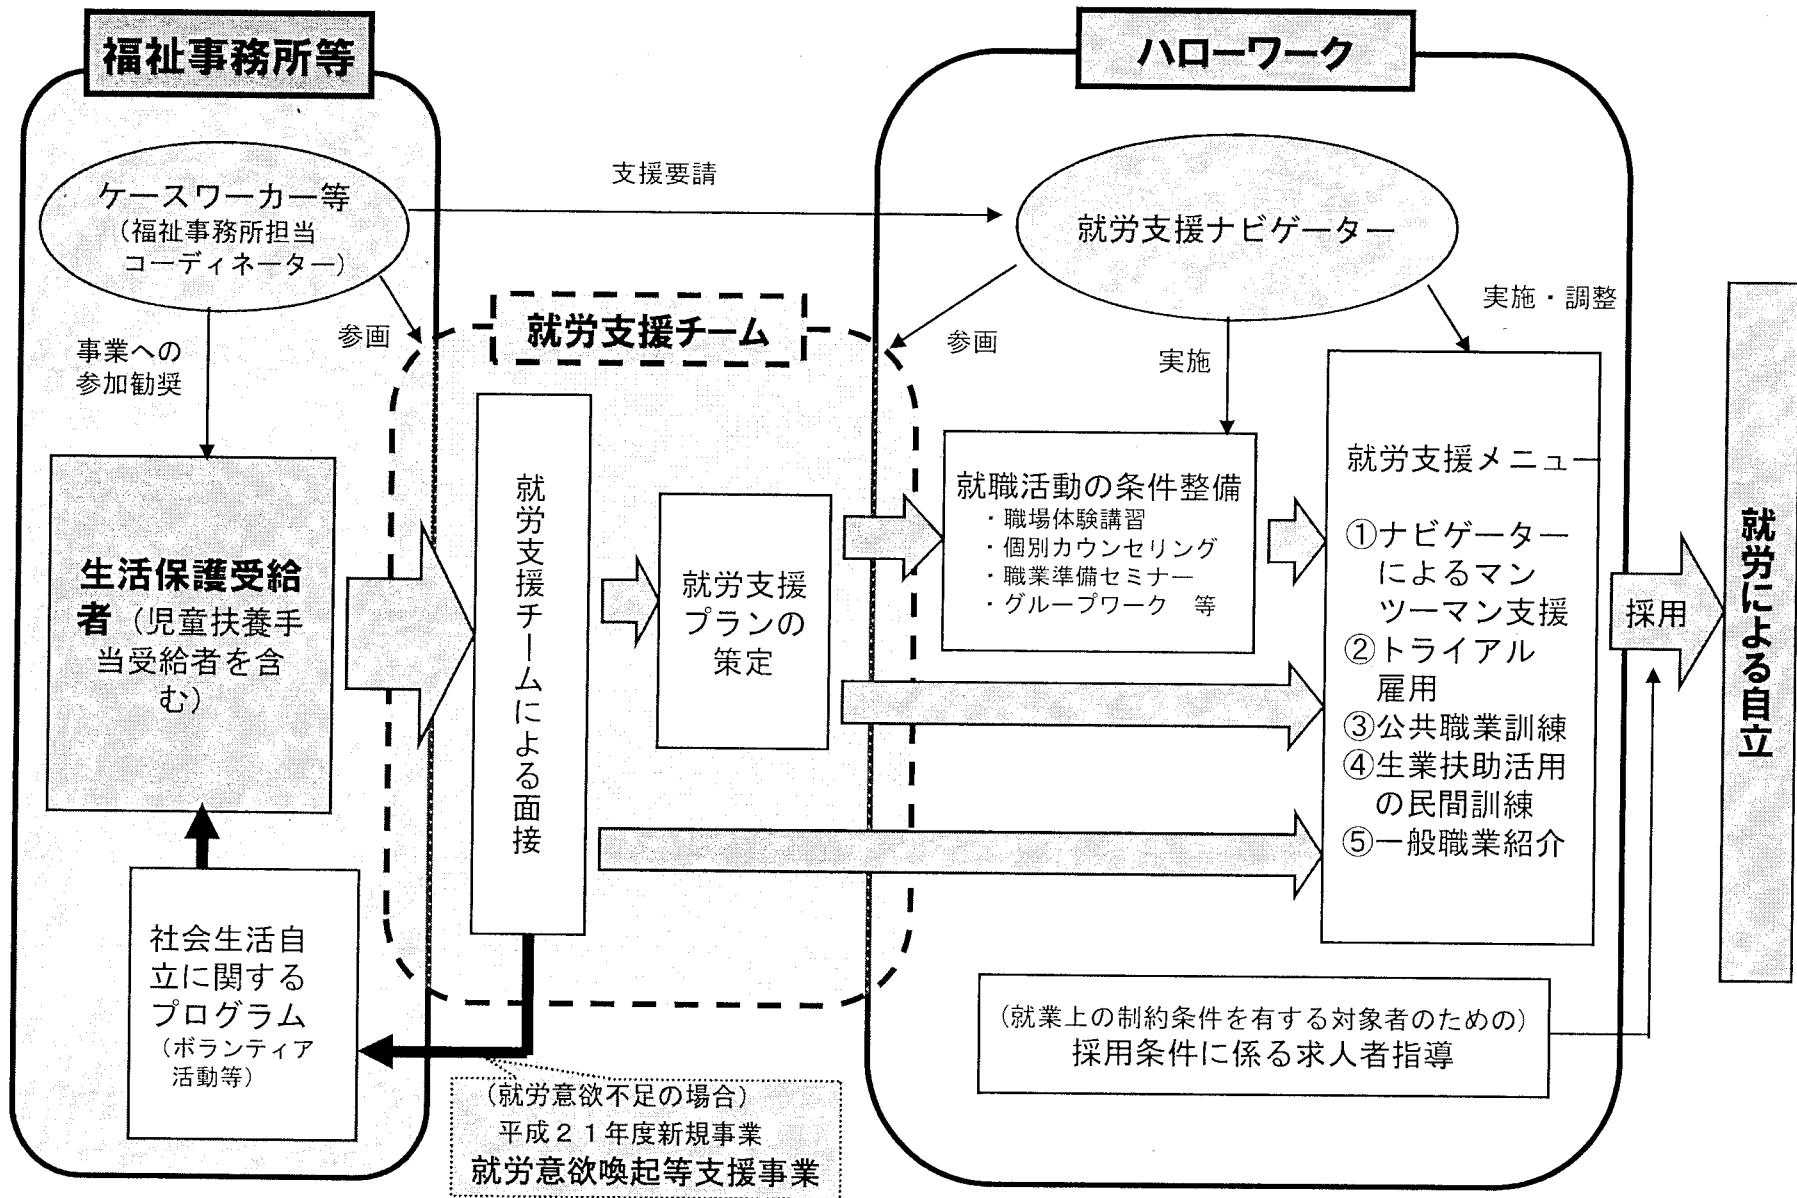 福祉事務所等
ハローワーク
ケースワーカー等
(福祉事務所担当
コーディネーター)
支援要請
就労支援ナビゲーター
参画
就労支援チーム
参画
実施
実施・調整
事業への
参加勧奨
生活保護受給
者(児童扶養手
当受給者を含
む)
就労支援チームによる面接
就労支援
プランの
策定
就職活動の条件整備
・職場体験講習
・個別カウンセリング
・職業準備セミナー
・グループワーク 等
就労支援メニュー
①ナビゲーター
によるマン
ツーマン支援
②トライアル
雇用
③公共職業訓練
④生業扶助活用
の民間訓練
⑤一般職業紹介
採用
就労による自立
社会生活自
立に関する
プログラム
(ボランティア
活動等)
(就業上の制約条件を有する対象者のための)
採用条件に係る求人者指導
(就労意欲不足の場合)
平成21年度新規事業
就労意欲喚起等支援事業